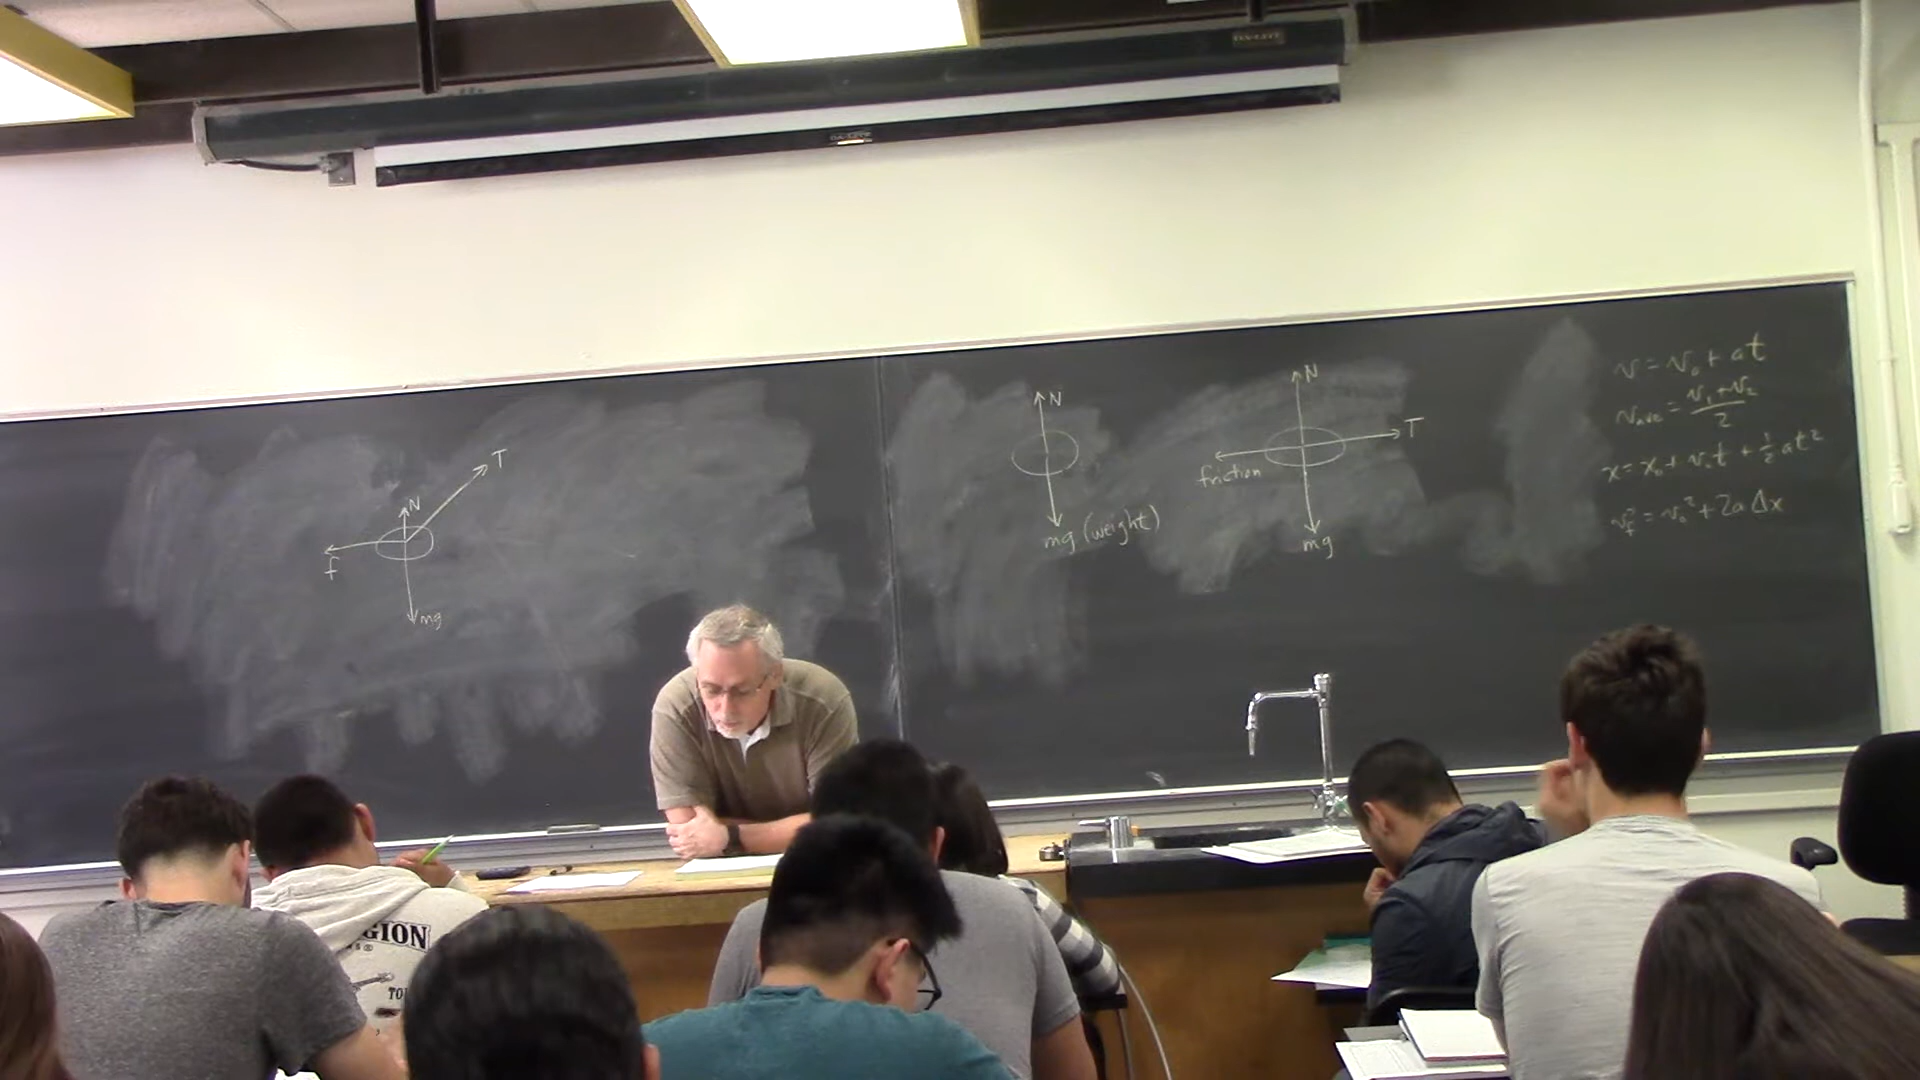 T
N
f
mg
N
mg (weight)
N
T
friction
mg
v = v₀ + at
v_ave = (v₁ + v₂)/2
x = x₀ + v₀t + ½at²
v_f² = v₀² + 2aΔx
GION
TO